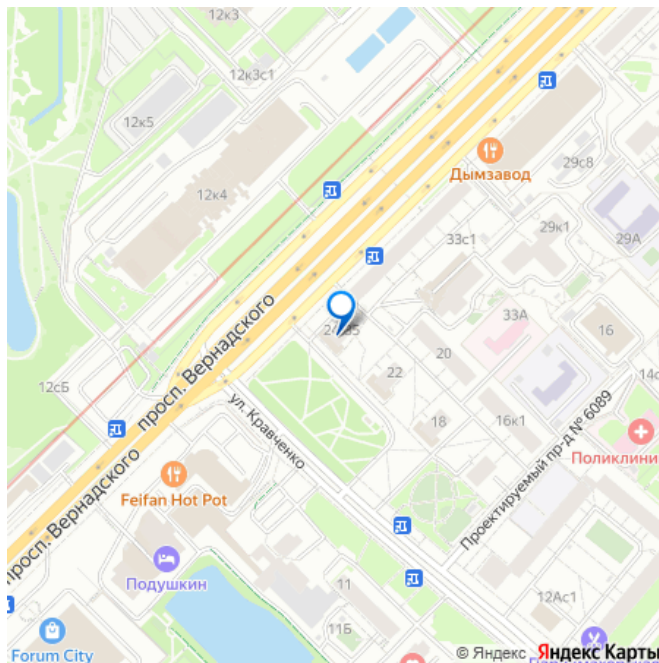 12к3
12к3с1
12к5
Дымзавод
29с8
12к4
29к1
29А
33с1
33А
16
20
просп. Вернадского
22
14с
12сБ
18
16к1
ул. Кравченко
Проектируемый пр-д № 6089
Feifan Hot Pot
просп. Вернадского
Подушкин
11
12Ас1
11Б
Forum City
© Яндекс Яндекс Карты